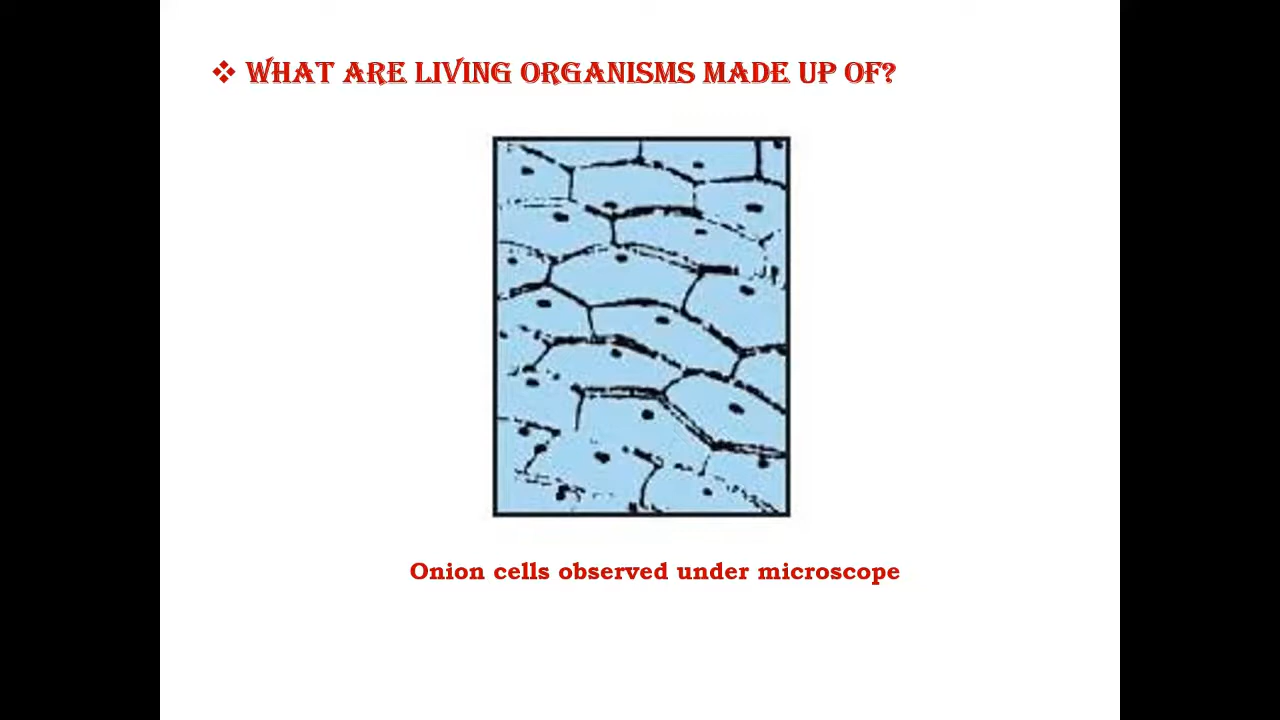 ❖ WHAT ARE LIVING ORGANISMS MADE UP OF?
Onion cells observed under microscope